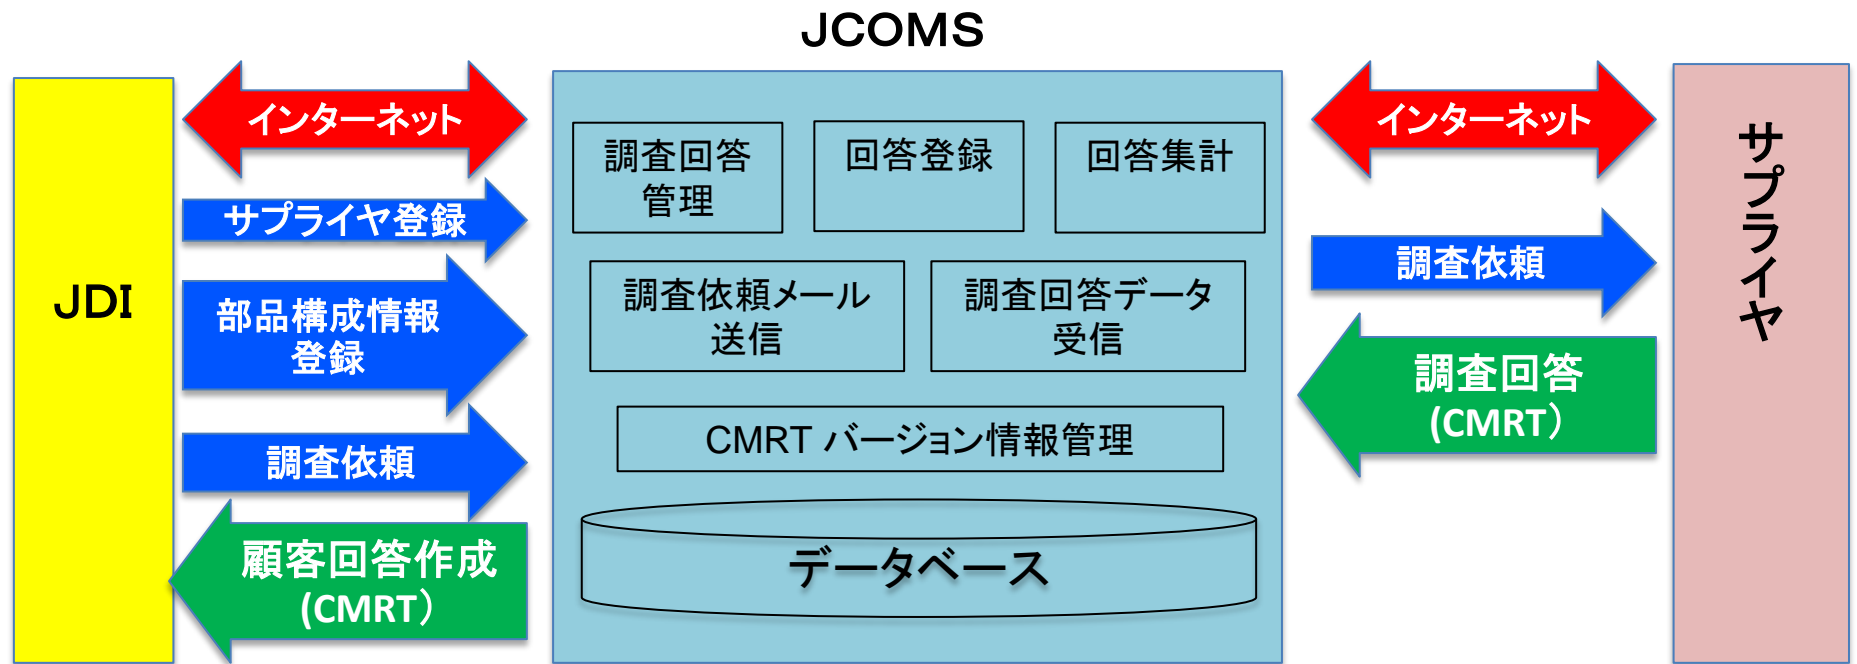 JCOMS
JDI
インターネット
サプライヤ登録
部品構成情報
登録
調査依頼
顧客回答作成
(CMRT）
調査回答
管理
回答登録
回答集計
調査依頼メール
送信
調査回答データ
受信
CMRT バージョン情報管理
データベース
インターネット
調査依頼
調査回答
(CMRT）
サプライヤ